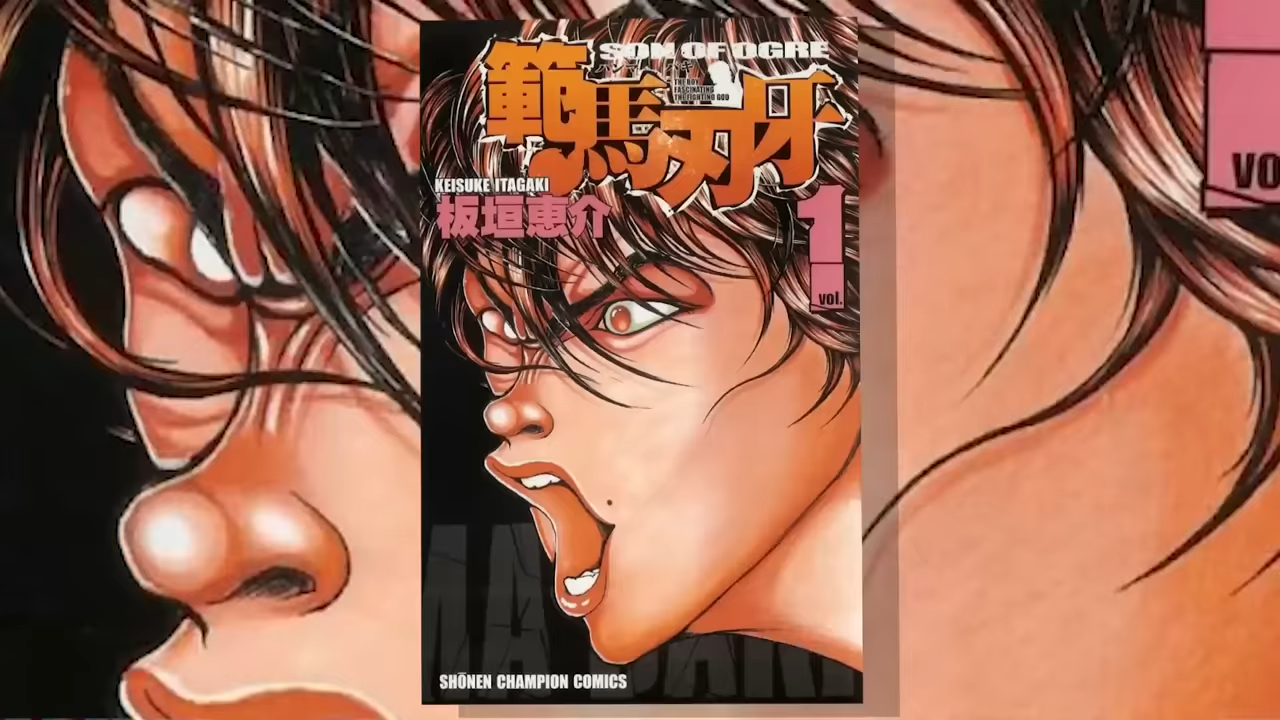 SON OF OGRE
範馬刃牙
THE BOY
FASCINATING
THE FIGHTING GOD
KEISUKE ITAGAKI
板垣恵介
1
vol.
VO
SHŌNEN CHAMPION COMICS